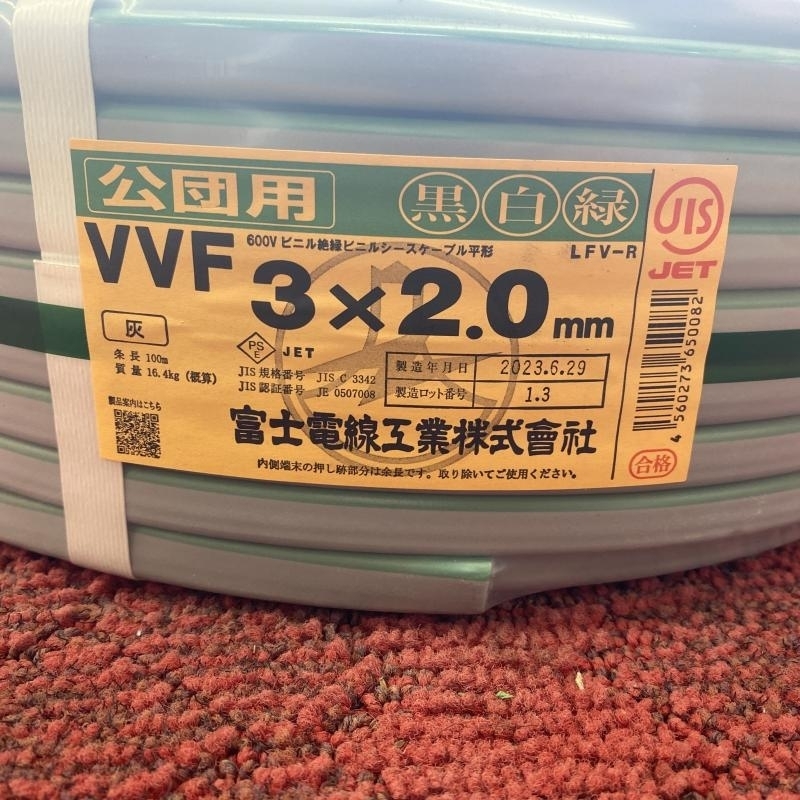 公団用 黒 白 緑
VVF 600V ビニル絶縁ビニルシースケーブル平形 LFV-R
3×2.0mm
JIS
JET
灰
条長 100m
質量 16.4kg (概算)
PS E JET
JIS 規格番号 JIS C 3342
JIS 認証番号 JE 0507008
製造年月日 2023.6.29
製造ロット番号 1.3
製品案内はこちら
富士電線工業株式會社
内側端末の押し跡部分は余長です。取り除いてご使用ください。
4 560273 650082
合格